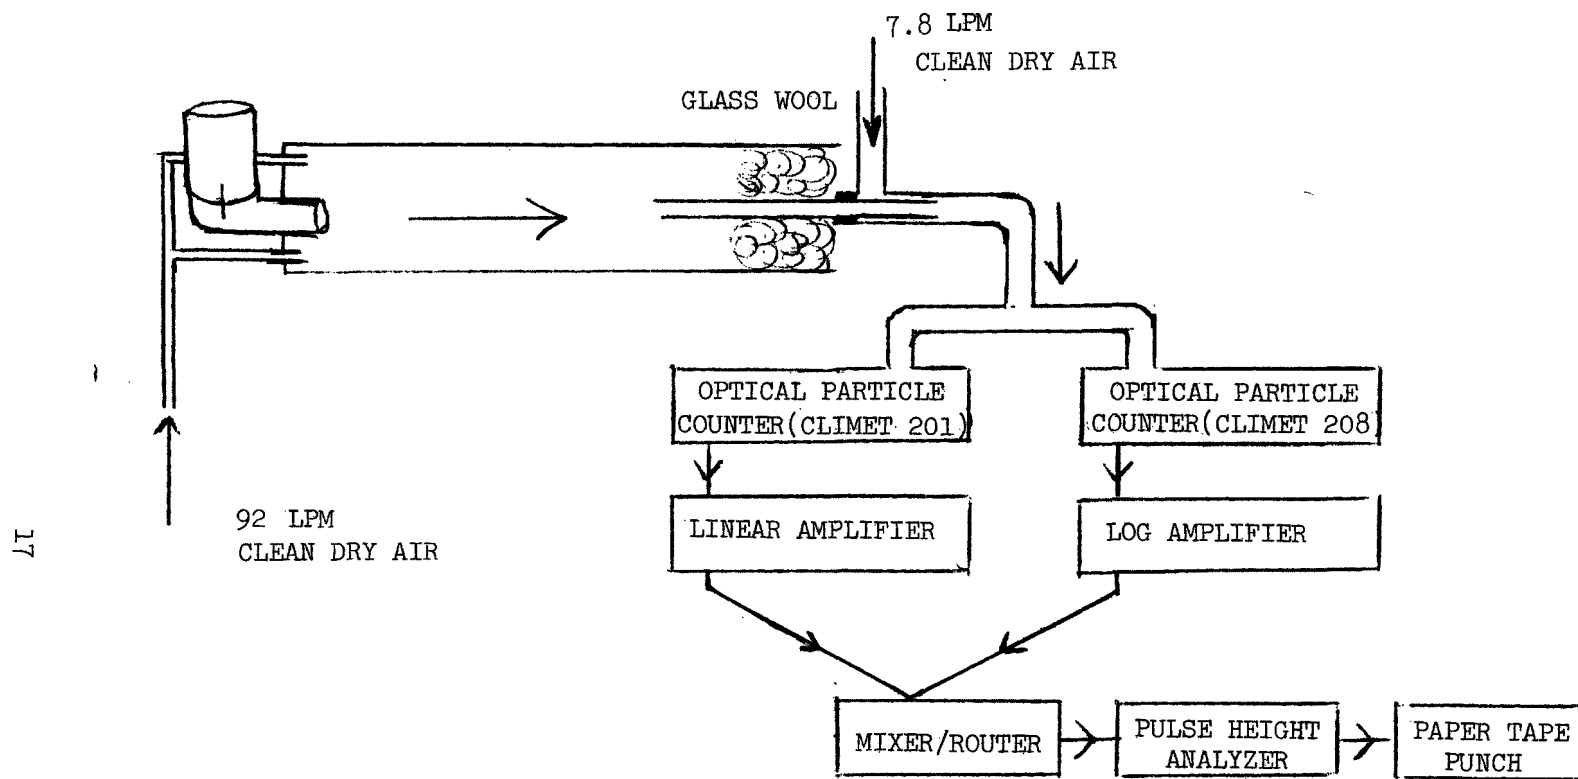 7.8 LPM
CLEAN DRY AIR
GLASS WOOL
OPTICAL PARTICLE
COUNTER(CLIMET 201)
OPTICAL PARTICLE
COUNTER(CLIMET 208)
92 LPM
CLEAN DRY AIR
LINEAR AMPLIFIER
LOG AMPLIFIER
17
MIXER/ROUTER
PULSE HEIGHT
ANALYZER
PAPER TAPE
PUNCH